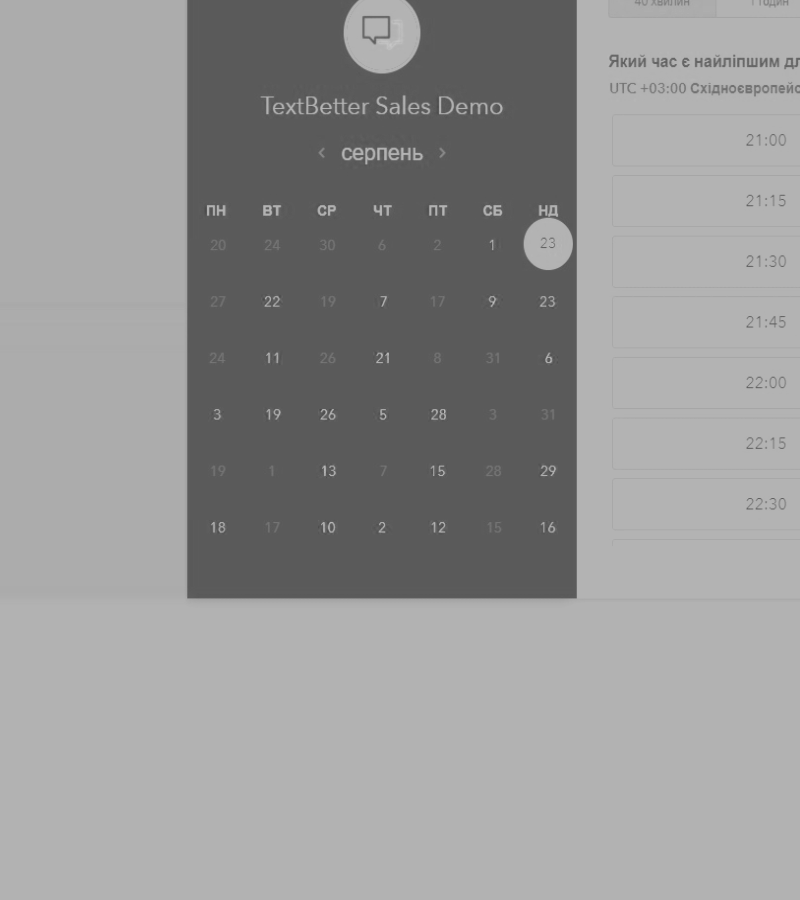 40 хвилин
1 годин
TextBetter Sales Demo
< серпень >
ПН ВТ СР ЧТ ПТ СБ НД
20 24 30 6 2 1 23
27 22 19 7 17 9 23
24 11 26 21 8 31 6
3 19 26 5 28 3 31
19 1 13 7 15 28 29
18 17 10 2 12 15 16
Який час є найліпшим дл
UTC +03:00 Східноєвропейс
21:00
21:15
21:30
21:45
22:00
22:15
22:30